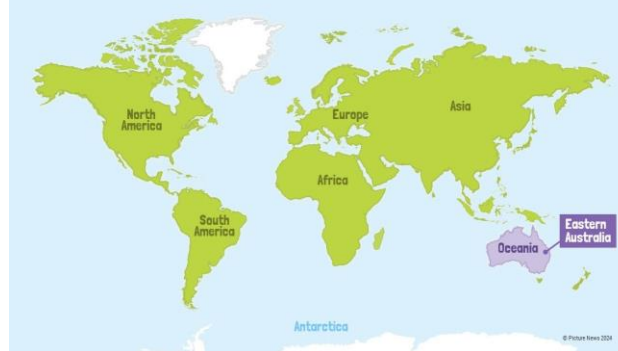 North
America
Europe
Asia
Africa
South
America
Oceania
Eastern
Australia
Antarctica
© Picture News 2024